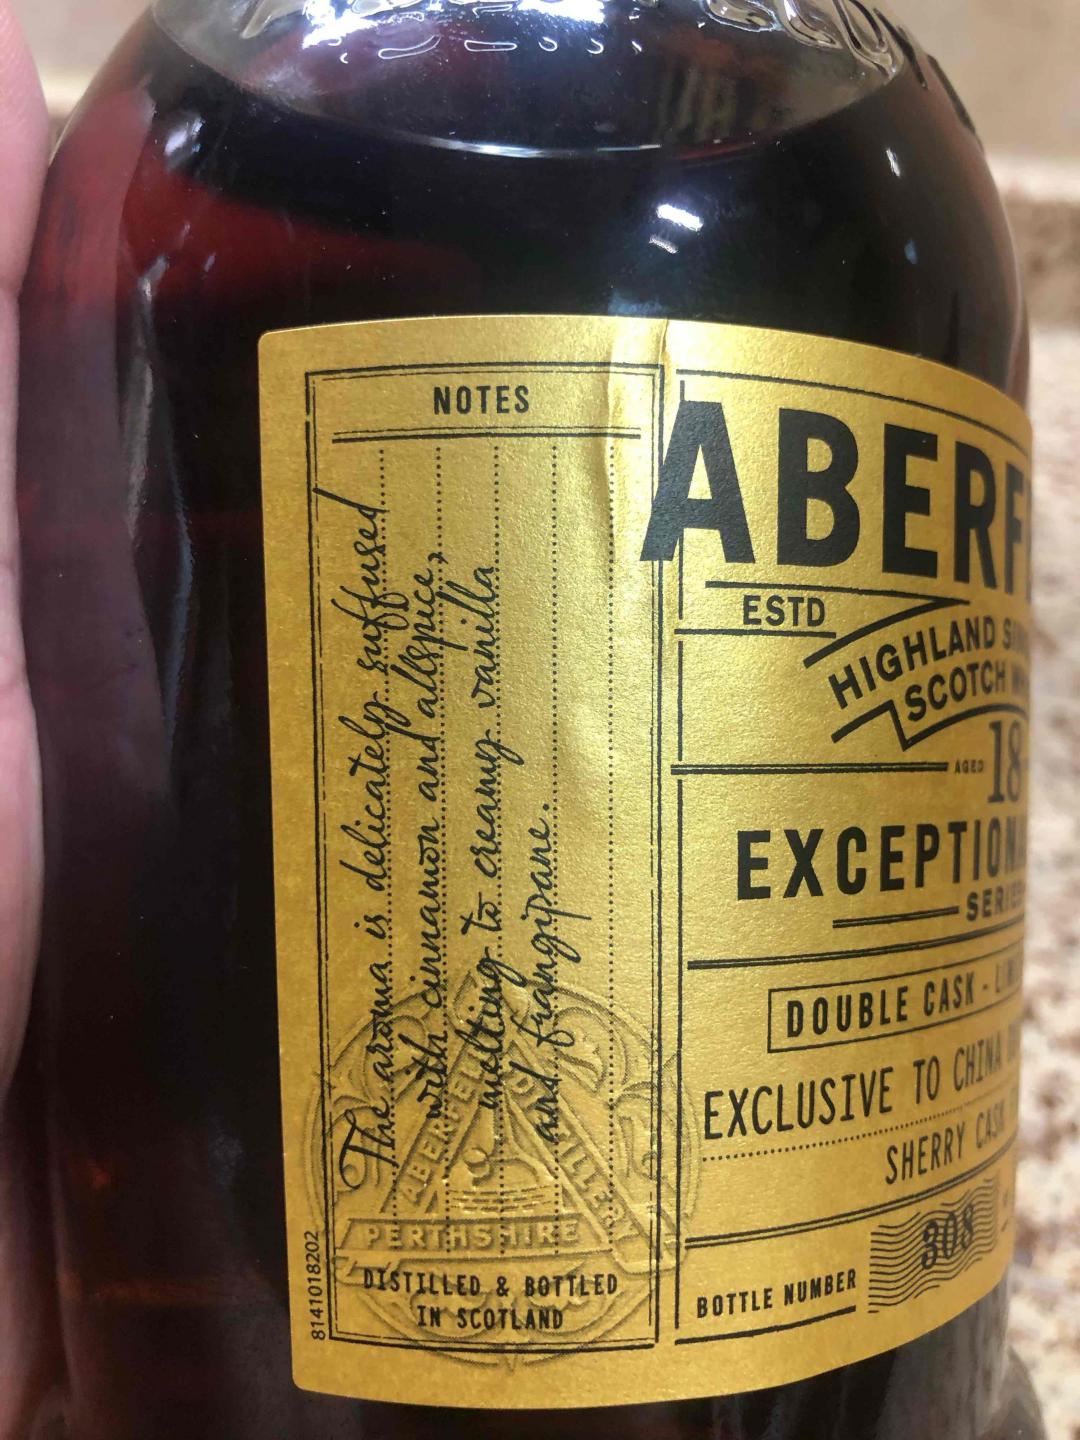 NOTES
The aroma is delicately suffused
with cinnamon and allspice,
melting to creamy vanilla
and frangipane.
ABERFELDY DISTILLERY
PERTHSHIRE
DISTILLED & BOTTLED
IN SCOTLAND
8141018202
ABERF
ESTD
HIGHLAND
SCOTCH
AGED 18
EXCEPTIONA
SERIES
DOUBLE CASK -
EXCLUSIVE TO CHINA
SHERRY CASK
BOTTLE NUMBER 308